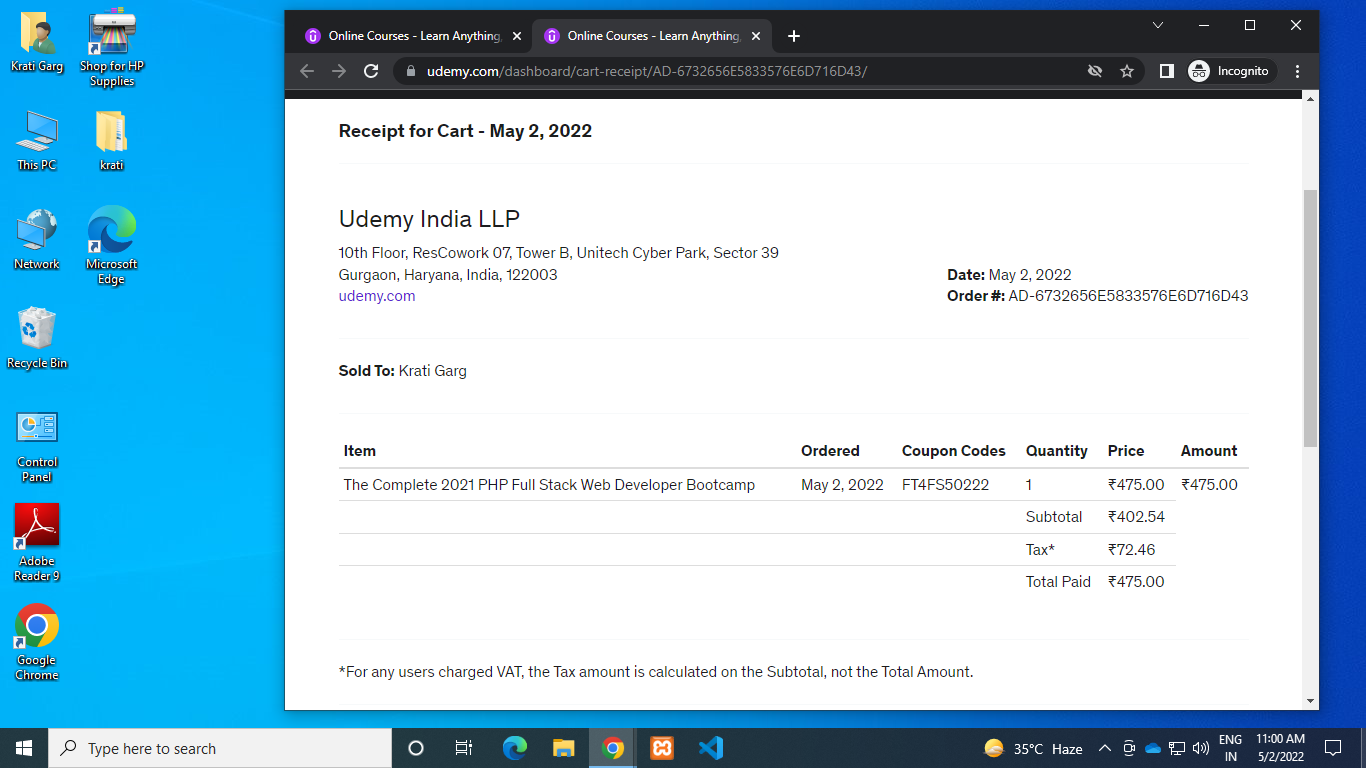 Krati Garg
Shop for HP
Supplies
This PC
krati
Network
Microsoft
Edge
Recycle Bin
Control
Panel
Adobe
Reader 9
Google
Chrome
Online Courses - Learn Anything,
Online Courses - Learn Anything,
udemy.com/dashboard/cart-receipt/AD-6732656E5833576E6D716D43/
Incognito
Receipt for Cart - May 2, 2022
Udemy India LLP
10th Floor, ResCowork 07, Tower B, Unitech Cyber Park, Sector 39
Gurgaon, Haryana, India, 122003
udemy.com
Date: May 2, 2022
Order #: AD-6732656E5833576E6D716D43
Sold To: Krati Garg
Item Ordered Coupon Codes Quantity Price Amount
The Complete 2021 PHP Full Stack Web Developer Bootcamp May 2, 2022 FT4FS50222 1 ₹475.00 ₹475.00
Subtotal ₹402.54
Tax* ₹72.46
Total Paid ₹475.00
*For any users charged VAT, the Tax amount is calculated on the Subtotal, not the Total Amount.
Type here to search
35°C Haze
ENG
IN
11:00 AM
5/2/2022